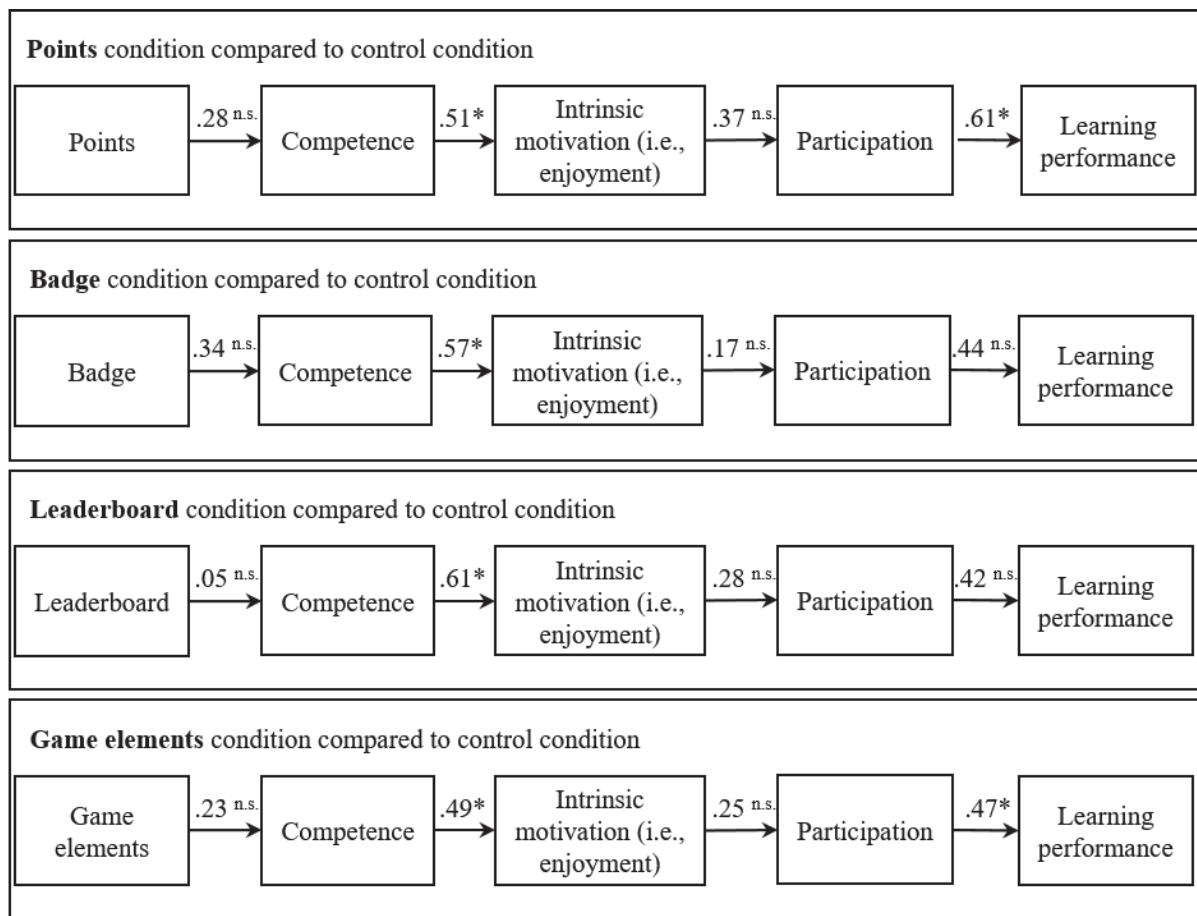 Points condition compared to control condition
.28 n.s.
.51*
.37 n.s.
.61*
Points
Competence
Intrinsic
motivation (i.e.,
enjoyment)
Participation
Learning
performance
Badge condition compared to control condition
.34 n.s.
.57*
.17 n.s.
.44 n.s.
Badge
Competence
Intrinsic
motivation (i.e.,
enjoyment)
Participation
Learning
performance
Leaderboard condition compared to control condition
.05 n.s.
.61*
.28 n.s.
.42 n.s.
Leaderboard
Competence
Intrinsic
motivation (i.e.,
enjoyment)
Participation
Learning
performance
Game elements condition compared to control condition
.23 n.s.
.49*
.25 n.s.
.47*
Game
elements
Competence
Intrinsic
motivation (i.e.,
enjoyment)
Participation
Learning
performance